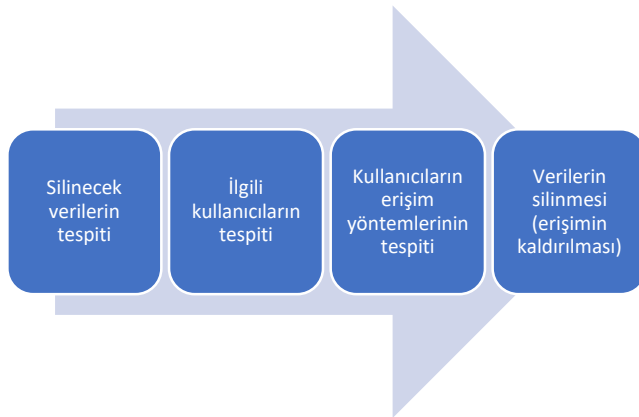 Silinecek
verilerin
tespiti
İlgili
kullanıcıların
tespiti
Kullanıcıların
erişim
yöntemlerinin
tespiti
Verilerin
silinmesi
(erişimin
kaldırılması)